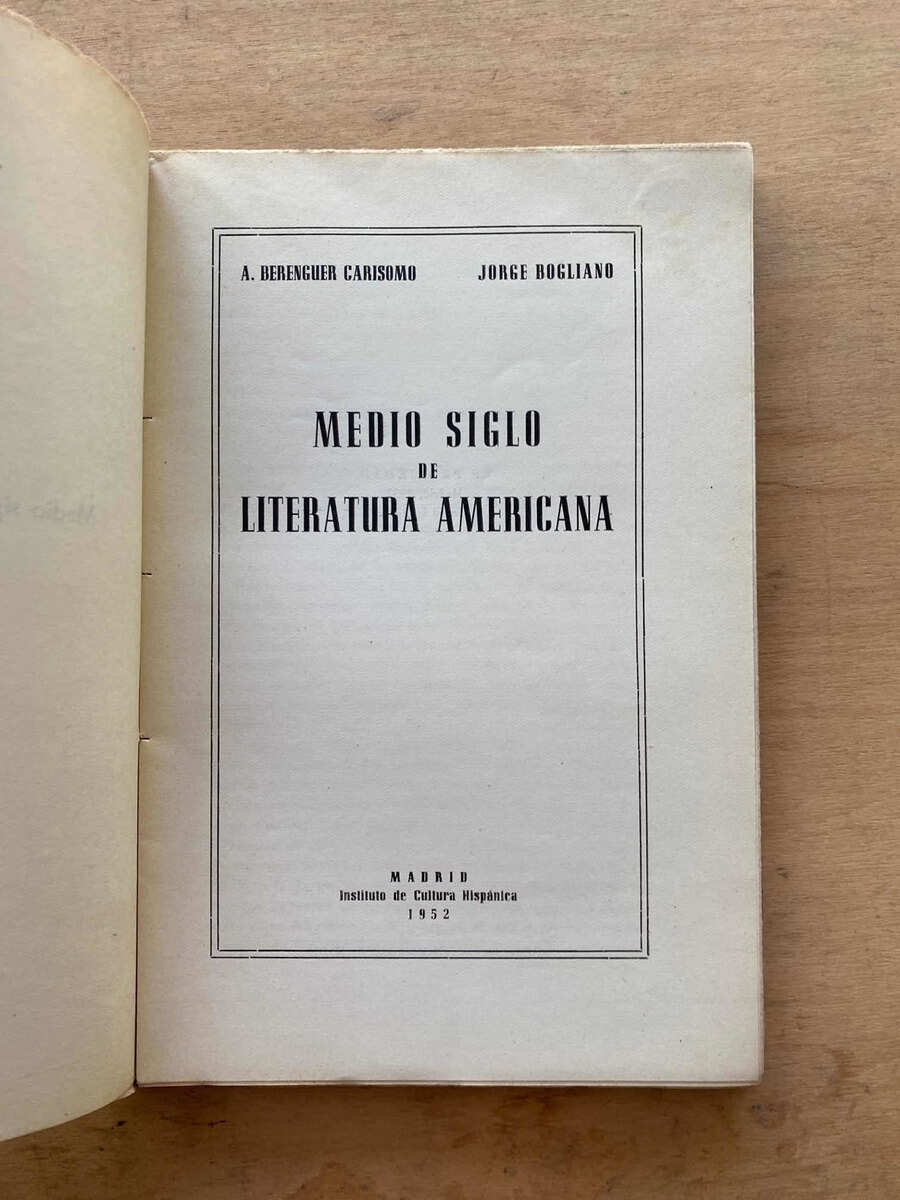 A. BERENGUER CARISOMO JORGE BOGLIANO
MEDIO SIGLO
DE
LITERATURA AMERICANA
MADRID
Instituto de Cultura Hispánica
1952